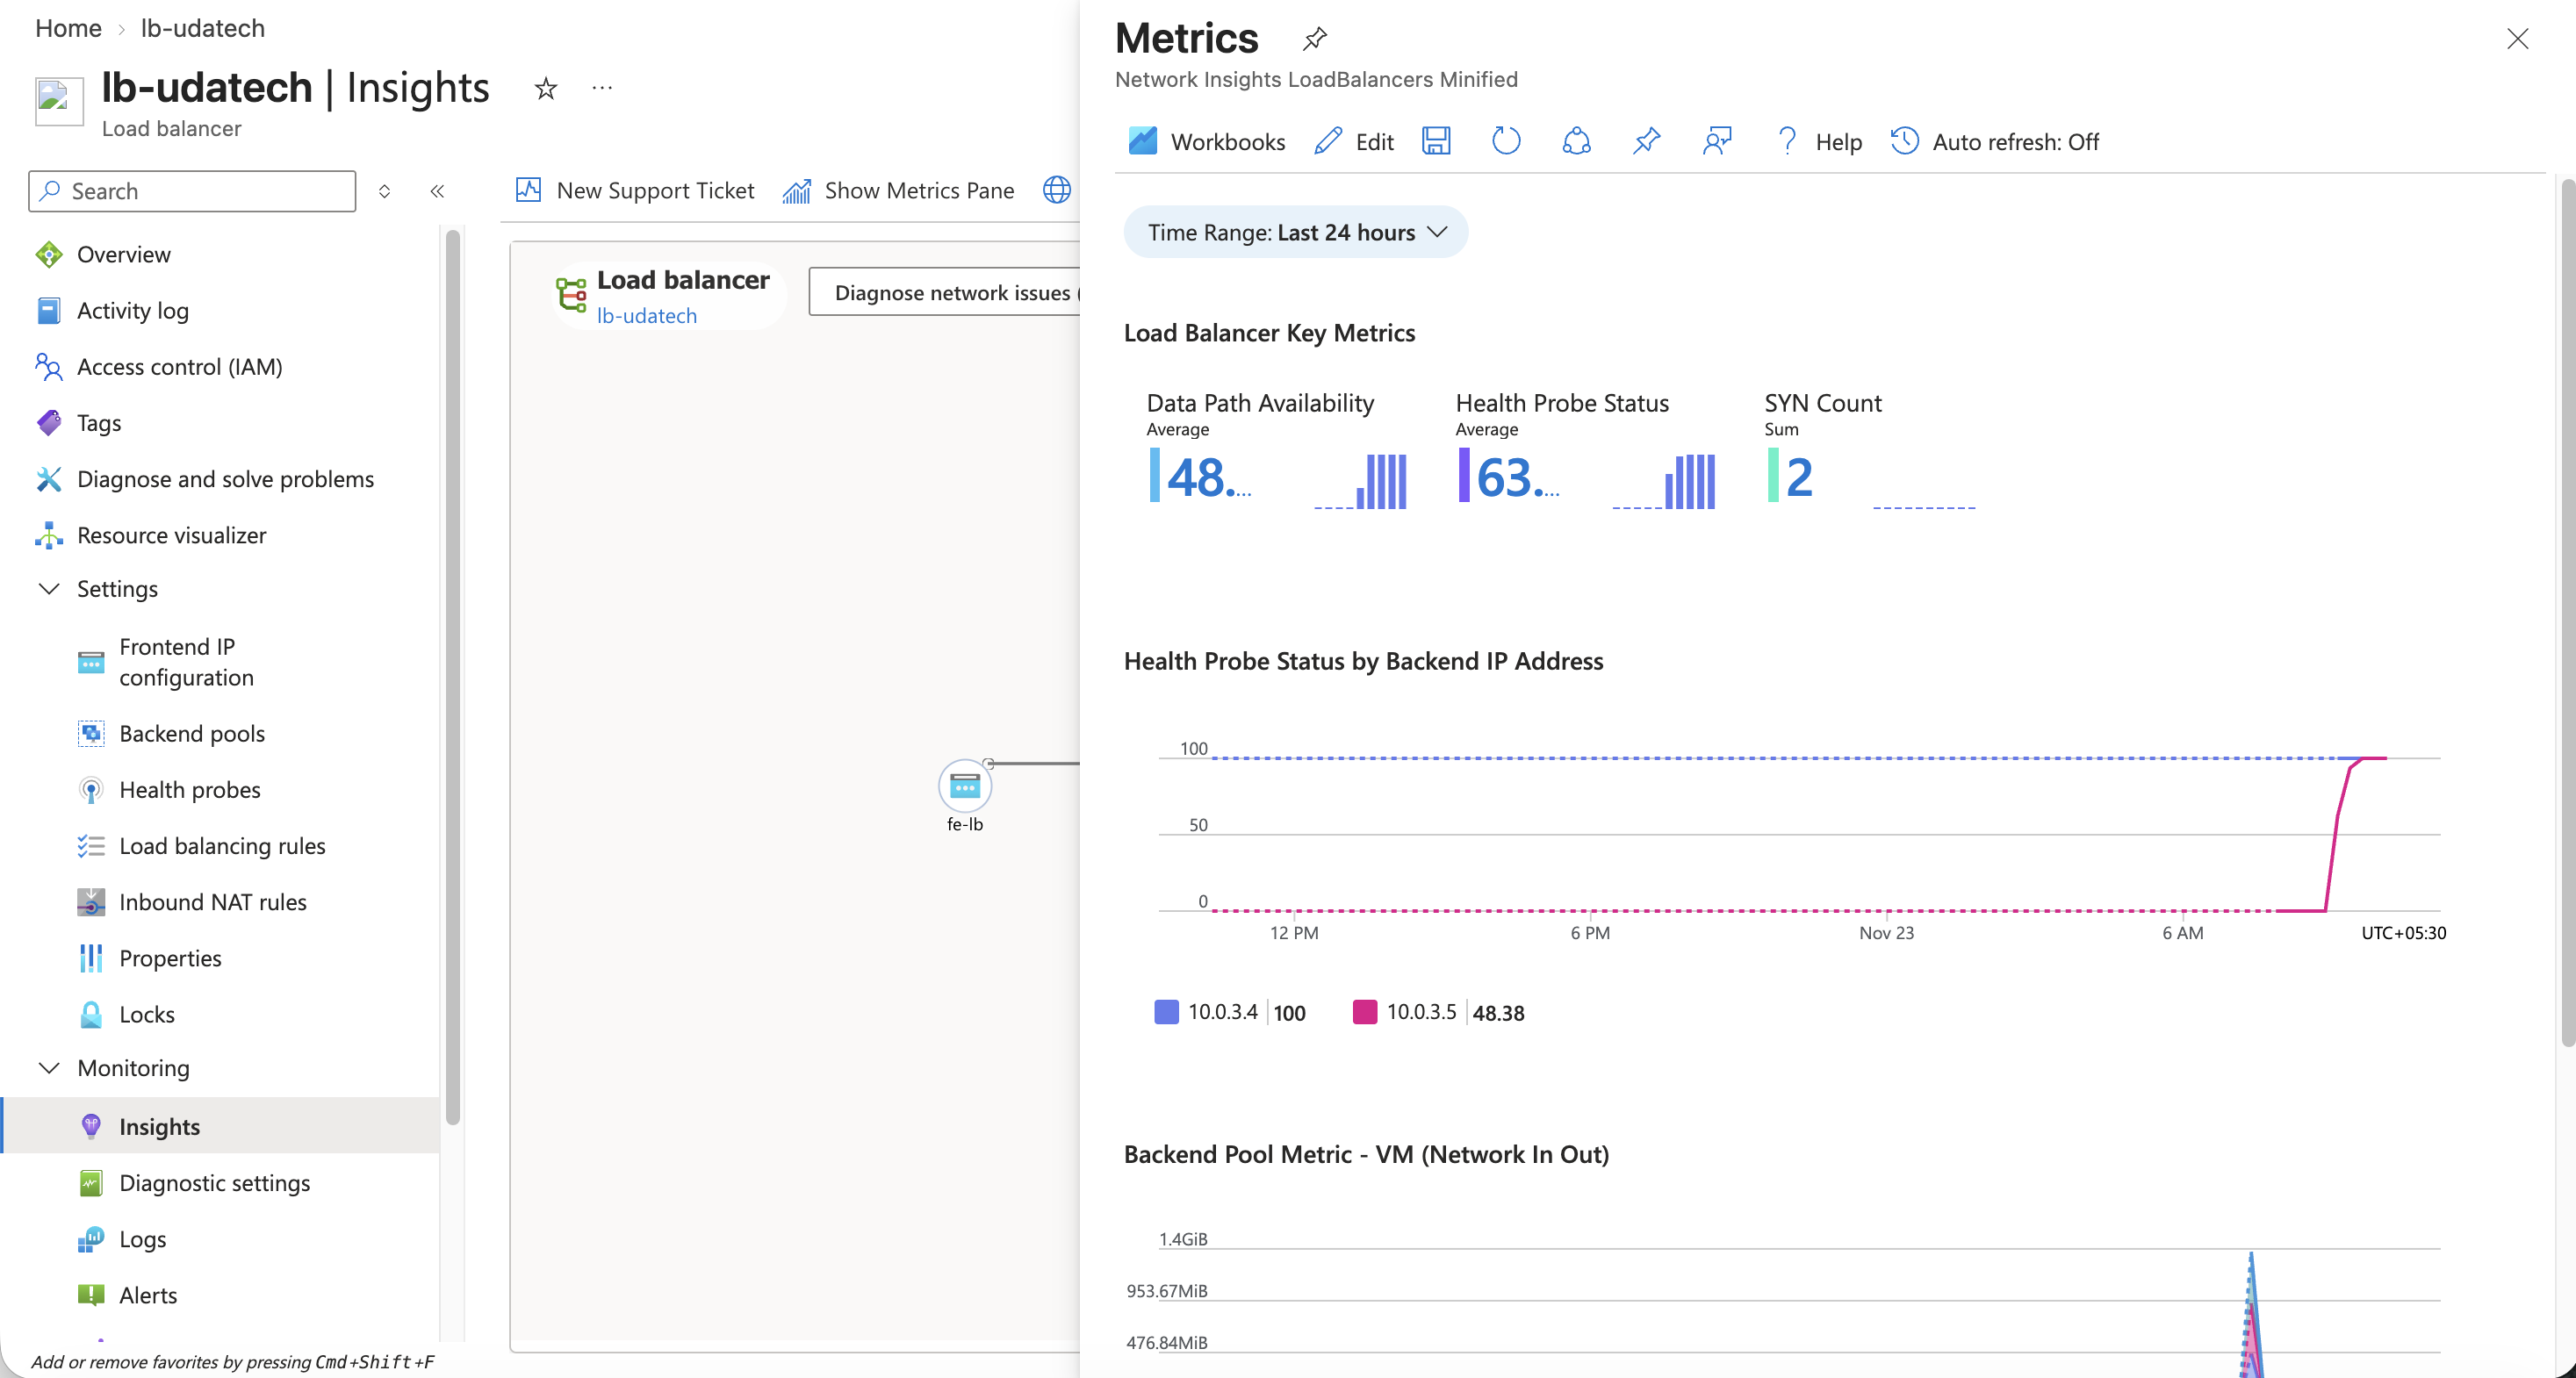 Home > lb-udatech
lb-udatech | Insights
Load balancer
Search
Overview
Activity log
Access control (IAM)
Tags
Diagnose and solve problems
Resource visualizer
Settings
Frontend IP
configuration
Backend pools
Health probes
Load balancing rules
Inbound NAT rules
Properties
Locks
Monitoring
Insights
Diagnostic settings
Logs
Alerts
Add or remove favorites by pressing Cmd+Shift+F
New Support Ticket
Show Metrics Pane
Load balancer
lb-udatech
Diagnose network issues (
fe-lb
Metrics
Network Insights LoadBalancers Minified
Workbooks
Edit
Help
Auto refresh: Off
Time Range: Last 24 hours
Load Balancer Key Metrics
Data Path Availability
Average
48....
Health Probe Status
Average
63....
SYN Count
Sum
2
Health Probe Status by Backend IP Address
100
50
0
12 PM
6 PM
Nov 23
6 AM
UTC+05:30
10.0.3.4 100
10.0.3.5 48.38
Backend Pool Metric - VM (Network In Out)
1.4GiB
953.67MiB
476.84MiB